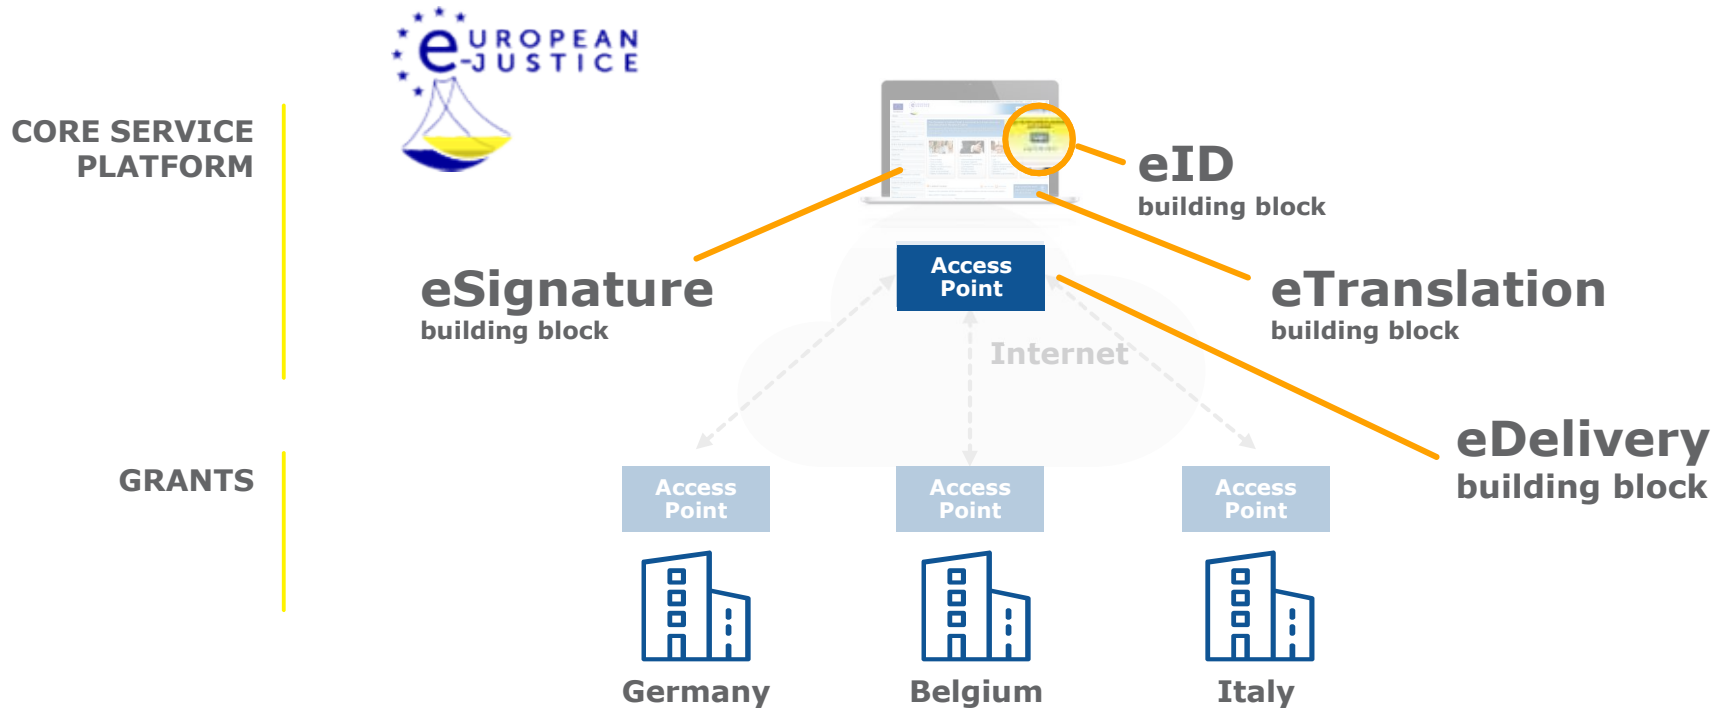 EUROPEAN
e-JUSTICE
CORE SERVICE
PLATFORM
eID
building block
eSignature
building block
Access
Point
eTranslation
building block
Internet
eDelivery
building block
GRANTS
Access
Point
Access
Point
Access
Point
Germany
Belgium
Italy